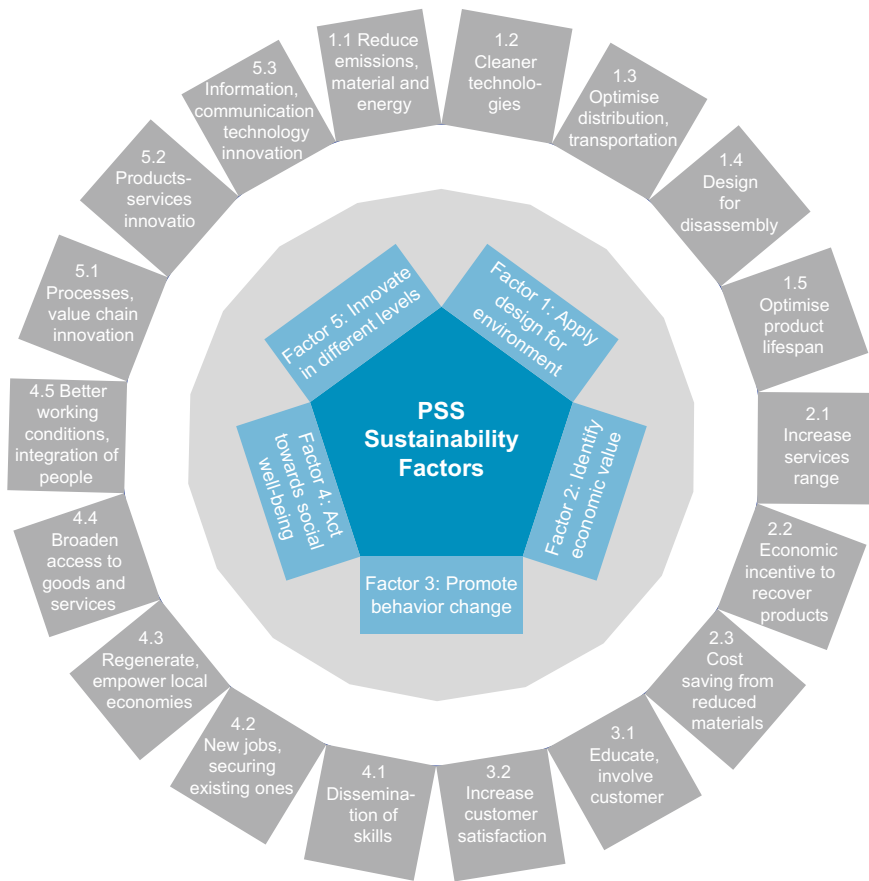 PSS
Sustainability
Factors
Factor 1: Apply
design for
environment
Factor 2: Identify
economic value
Factor 3: Promote
behavior change
Factor 4: Act
towards social
well-being
Factor 5: Innovate
in different levels
1.1 Reduce
emissions,
material and
energy
1.2
Cleaner
technolo-
gies
1.3
Optimise
distribution,
transportation
1.4
Design
for
disassembly
1.5
Optimise
product
lifespan
2.1
Increase
services
range
2.2
Economic
incentive to
recover
products
2.3
Cost
saving from
reduced
materials
3.1
Educate,
involve
customer
3.2
Increase
customer
satisfaction
4.1
Dissemina-
tion of
skills
4.2
New jobs,
securing
existing ones
4.3
Regenerate,
empower local
economies
4.4
Broaden
access to
goods and
services
4.5 Better
working
conditions,
integration of
people
5.1
Processes,
value chain
innovation
5.2
Products-
services
innovatio
5.3
Information,
communication
technology
innovation